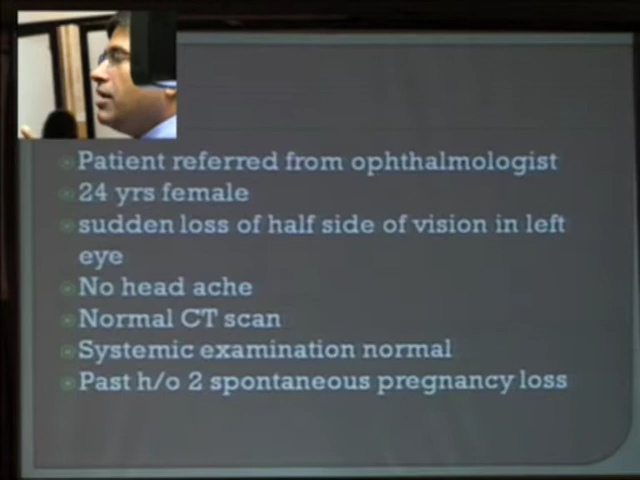 Patient referred from ophthalmologist
24 yrs female
sudden loss of half side of vision in left
eye
No head ache
Normal CT scan
Systemic examination normal
Past h/o 2 spontaneous pregnancy loss